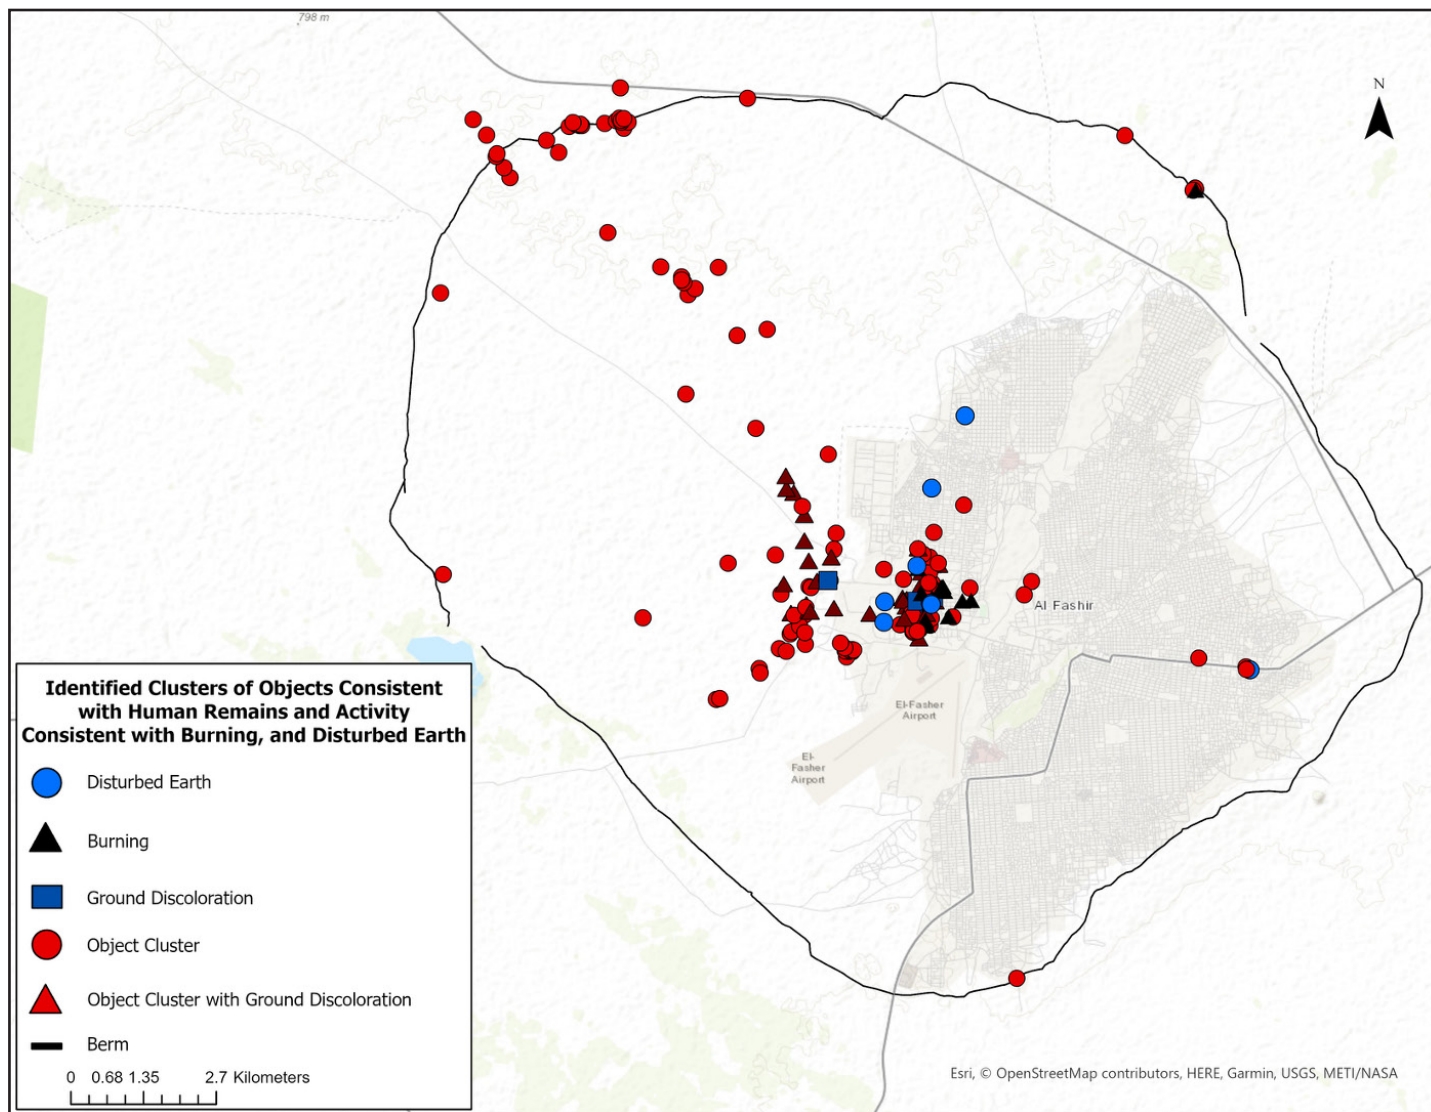 798 m
N
Al Fashir
El-Fasher
Airport
El-
Fasher
Airport
Identified Clusters of Objects Consistent
with Human Remains and Activity
Consistent with Burning, and Disturbed Earth
Disturbed Earth
Burning
Ground Discoloration
Object Cluster
Object Cluster with Ground Discoloration
Berm
0 0.68 1.35 2.7 Kilometers
Esri, © OpenStreetMap contributors, HERE, Garmin, USGS, METI/NASA